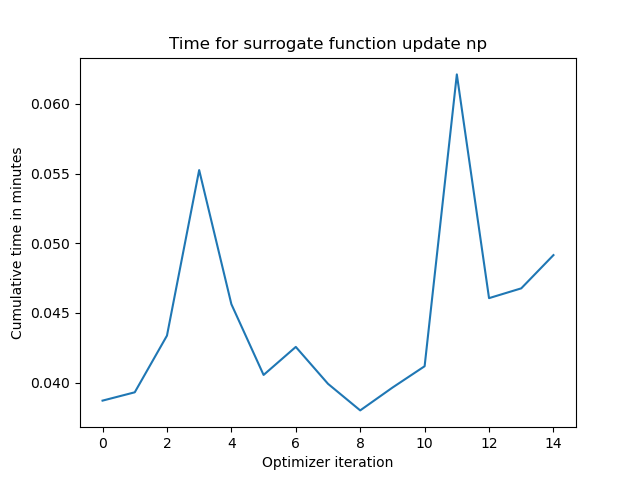 Time for surrogate function update np
Cumulative time in minutes
0.060
0.055
0.050
0.045
0.040
0 2 4 6 8 10 12 14
Optimizer iteration